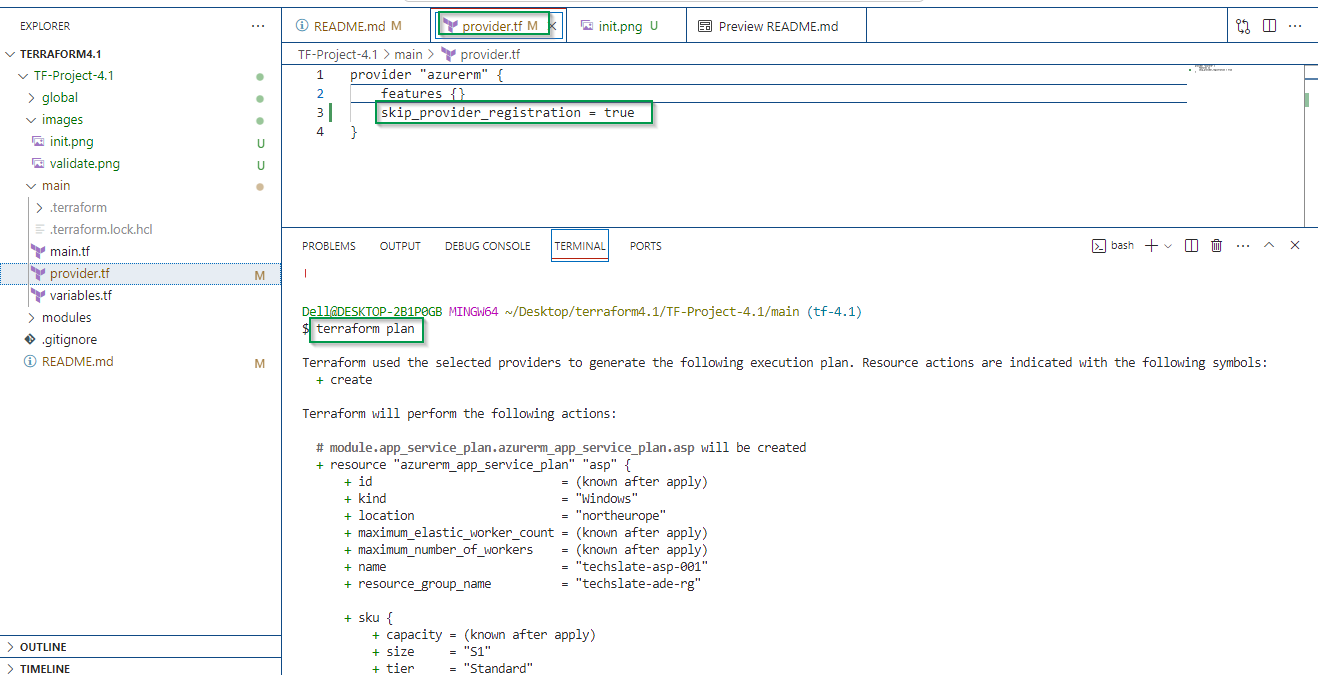 EXPLORER
TERRAFORM4.1
TF-Project-4.1
global
images
init.png U
validate.png U
main
.terraform
.terraform.lock.hcl
main.tf
provider.tf M
variables.tf
modules
.gitignore
README.md M
OUTLINE
TIMELINE
README.md M
provider.tf M
init.png U
Preview README.md
TF-Project-4.1 > main > provider.tf
1 provider "azurerm" {
2 features {}
3 skip_provider_registration = true
4 }
PROBLEMS OUTPUT DEBUG CONSOLE TERMINAL PORTS
bash
Dell@DESKTOP-2B1P0GB MINGW64 ~/Desktop/terraform4.1/TF-Project-4.1/main (tf-4.1)
$ terraform plan
Terraform used the selected providers to generate the following execution plan. Resource actions are indicated with the following symbols:
+ create
Terraform will perform the following actions:
# module.app_service_plan.azurerm_app_service_plan.asp will be created
+ resource "azurerm_app_service_plan" "asp" {
+ id = (known after apply)
+ kind = "Windows"
+ location = "northeurope"
+ maximum_elastic_worker_count = (known after apply)
+ maximum_number_of_workers = (known after apply)
+ name = "techslate-asp-001"
+ resource_group_name = "techslate-ade-rg"
+ sku {
+ capacity = (known after apply)
+ size = "S1"
+ tier = "Standard"